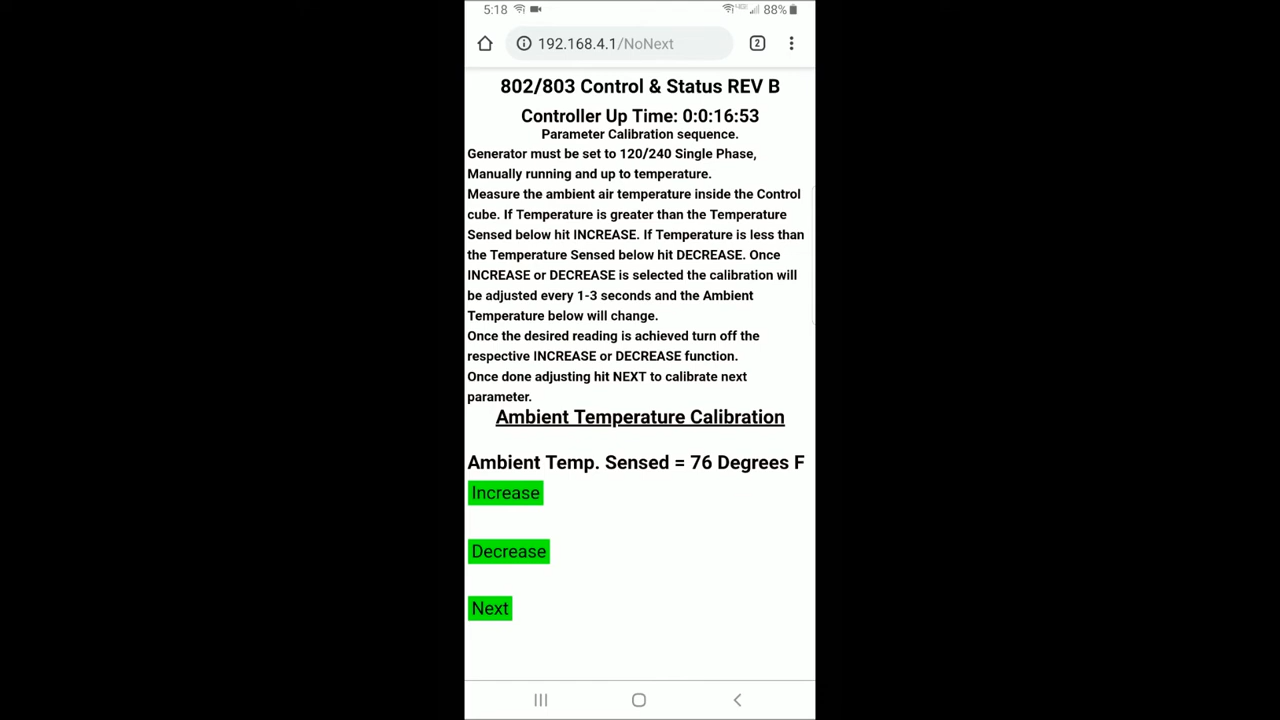 5:18
88%
192.168.4.1/NoNext
2
802/803 Control & Status REV B
Controller Up Time: 0:0:16:53
Parameter Calibration sequence.
Generator must be set to 120/240 Single Phase,
Manually running and up to temperature.
Measure the ambient air temperature inside the Control
cube. If Temperature is greater than the Temperature
Sensed below hit INCREASE. If Temperature is less than
the Temperature Sensed below hit DECREASE. Once
INCREASE or DECREASE is selected the calibration will
be adjusted every 1-3 seconds and the Ambient
Temperature below will change.
Once the desired reading is achieved turn off the
respective INCREASE or DECREASE function.
Once done adjusting hit NEXT to calibrate next
parameter.
Ambient Temperature Calibration
Ambient Temp. Sensed = 76 Degrees F
Increase
Decrease
Next